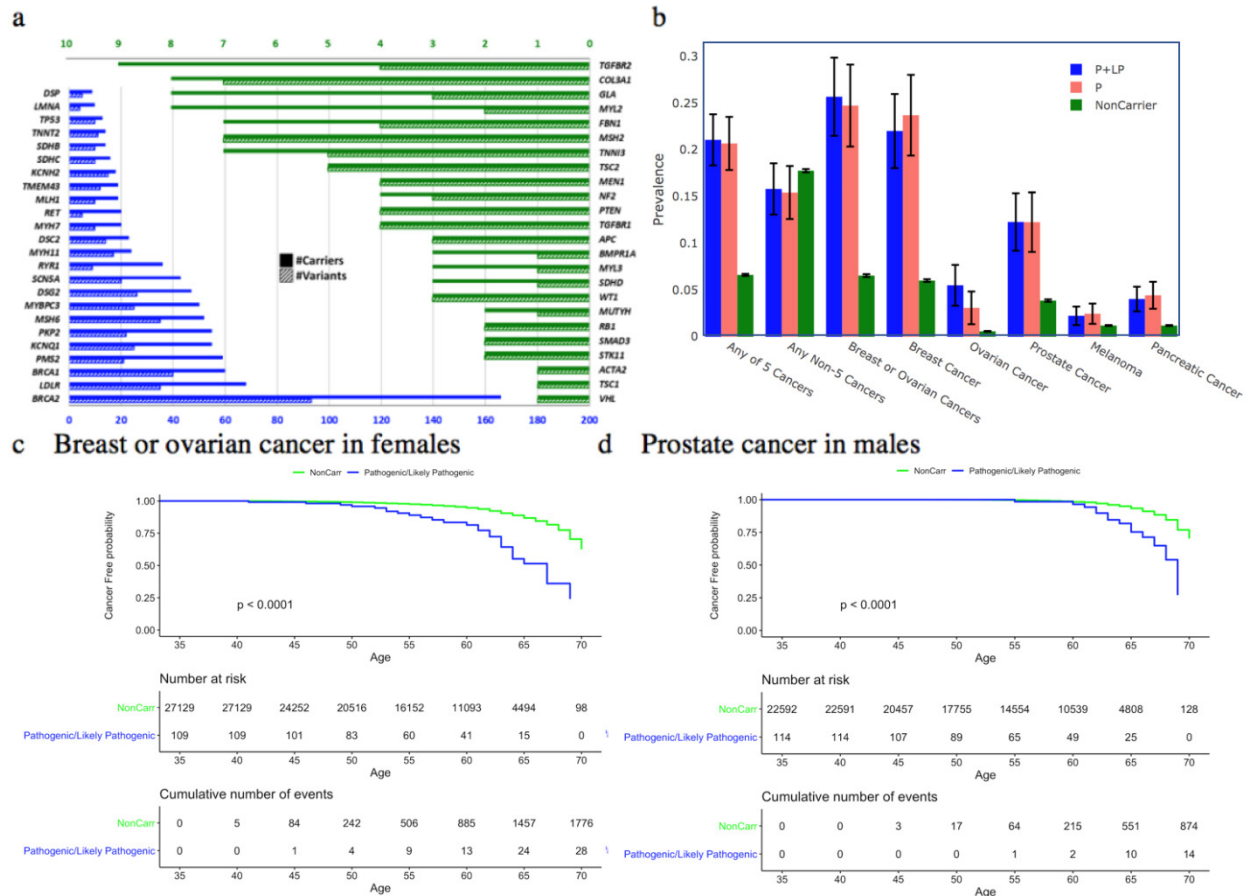 a
10 9 8 7 6 5 4 3 2 1 0
TGFBR2
COL3A1
DSP GLA
LMNA MYL2
TP53 FBN1
TNNT2 MSH2
SDHB TNNI3
SDHC TSC2
KCNH2 MEN1
TMEM43 NF2
MLH1 PTEN
RET TGFBR1
MYH7 APC
DSC2 BMPR1A
MYH11 MYL3
RYR1 SDHD
SCN5A WT1
DSG2 MUTYH
MYBPC3 RB1
MSH6 SMAD3
PKP2 STK11
KCNQ1 ACTA2
PMS2 TSC1
BRCA1 VHL
LDLR
BRCA2
#Carriers
#Variants
0 20 40 60 80 100 120 140 160 180 200
b
0.3
0.25
0.2
0.15
0.1
0.05
0
Prevalence
P+LP
P
NonCarrier
Any of 5 Cancers
Any Non-5 Cancers
Breast or Ovarian Cancers
Breast Cancer
Ovarian Cancer
Prostate Cancer
Melanoma
Pancreatic Cancer
c Breast or ovarian cancer in females
NonCarr Pathogenic/Likely Pathogenic
Cancer Free probability
1.00
0.75
0.50
0.25
0.00
p < 0.0001
35 40 45 50 55 60 65 70
Age
Number at risk
NonCarr 27129 27129 24252 20516 16152 11093 4494 98
Pathogenic/Likely Pathogenic 109 109 101 83 60 41 15 0
35 40 45 50 55 60 65 70
Age
Cumulative number of events
NonCarr 0 5 84 242 506 885 1457 1776
Pathogenic/Likely Pathogenic 0 0 1 4 9 13 24 28
35 40 45 50 55 60 65 70
Age
d Prostate cancer in males
NonCarr Pathogenic/Likely Pathogenic
Cancer Free probability
1.00
0.75
0.50
0.25
0.00
p < 0.0001
35 40 45 50 55 60 65 70
Age
Number at risk
NonCarr 22592 22591 20457 17755 14554 10539 4808 128
Pathogenic/Likely Pathogenic 114 114 107 89 65 49 25 0
35 40 45 50 55 60 65 70
Age
Cumulative number of events
NonCarr 0 0 3 17 64 215 551 874
Pathogenic/Likely Pathogenic 0 0 0 0 1 2 10 14
35 40 45 50 55 60 65 70
Age